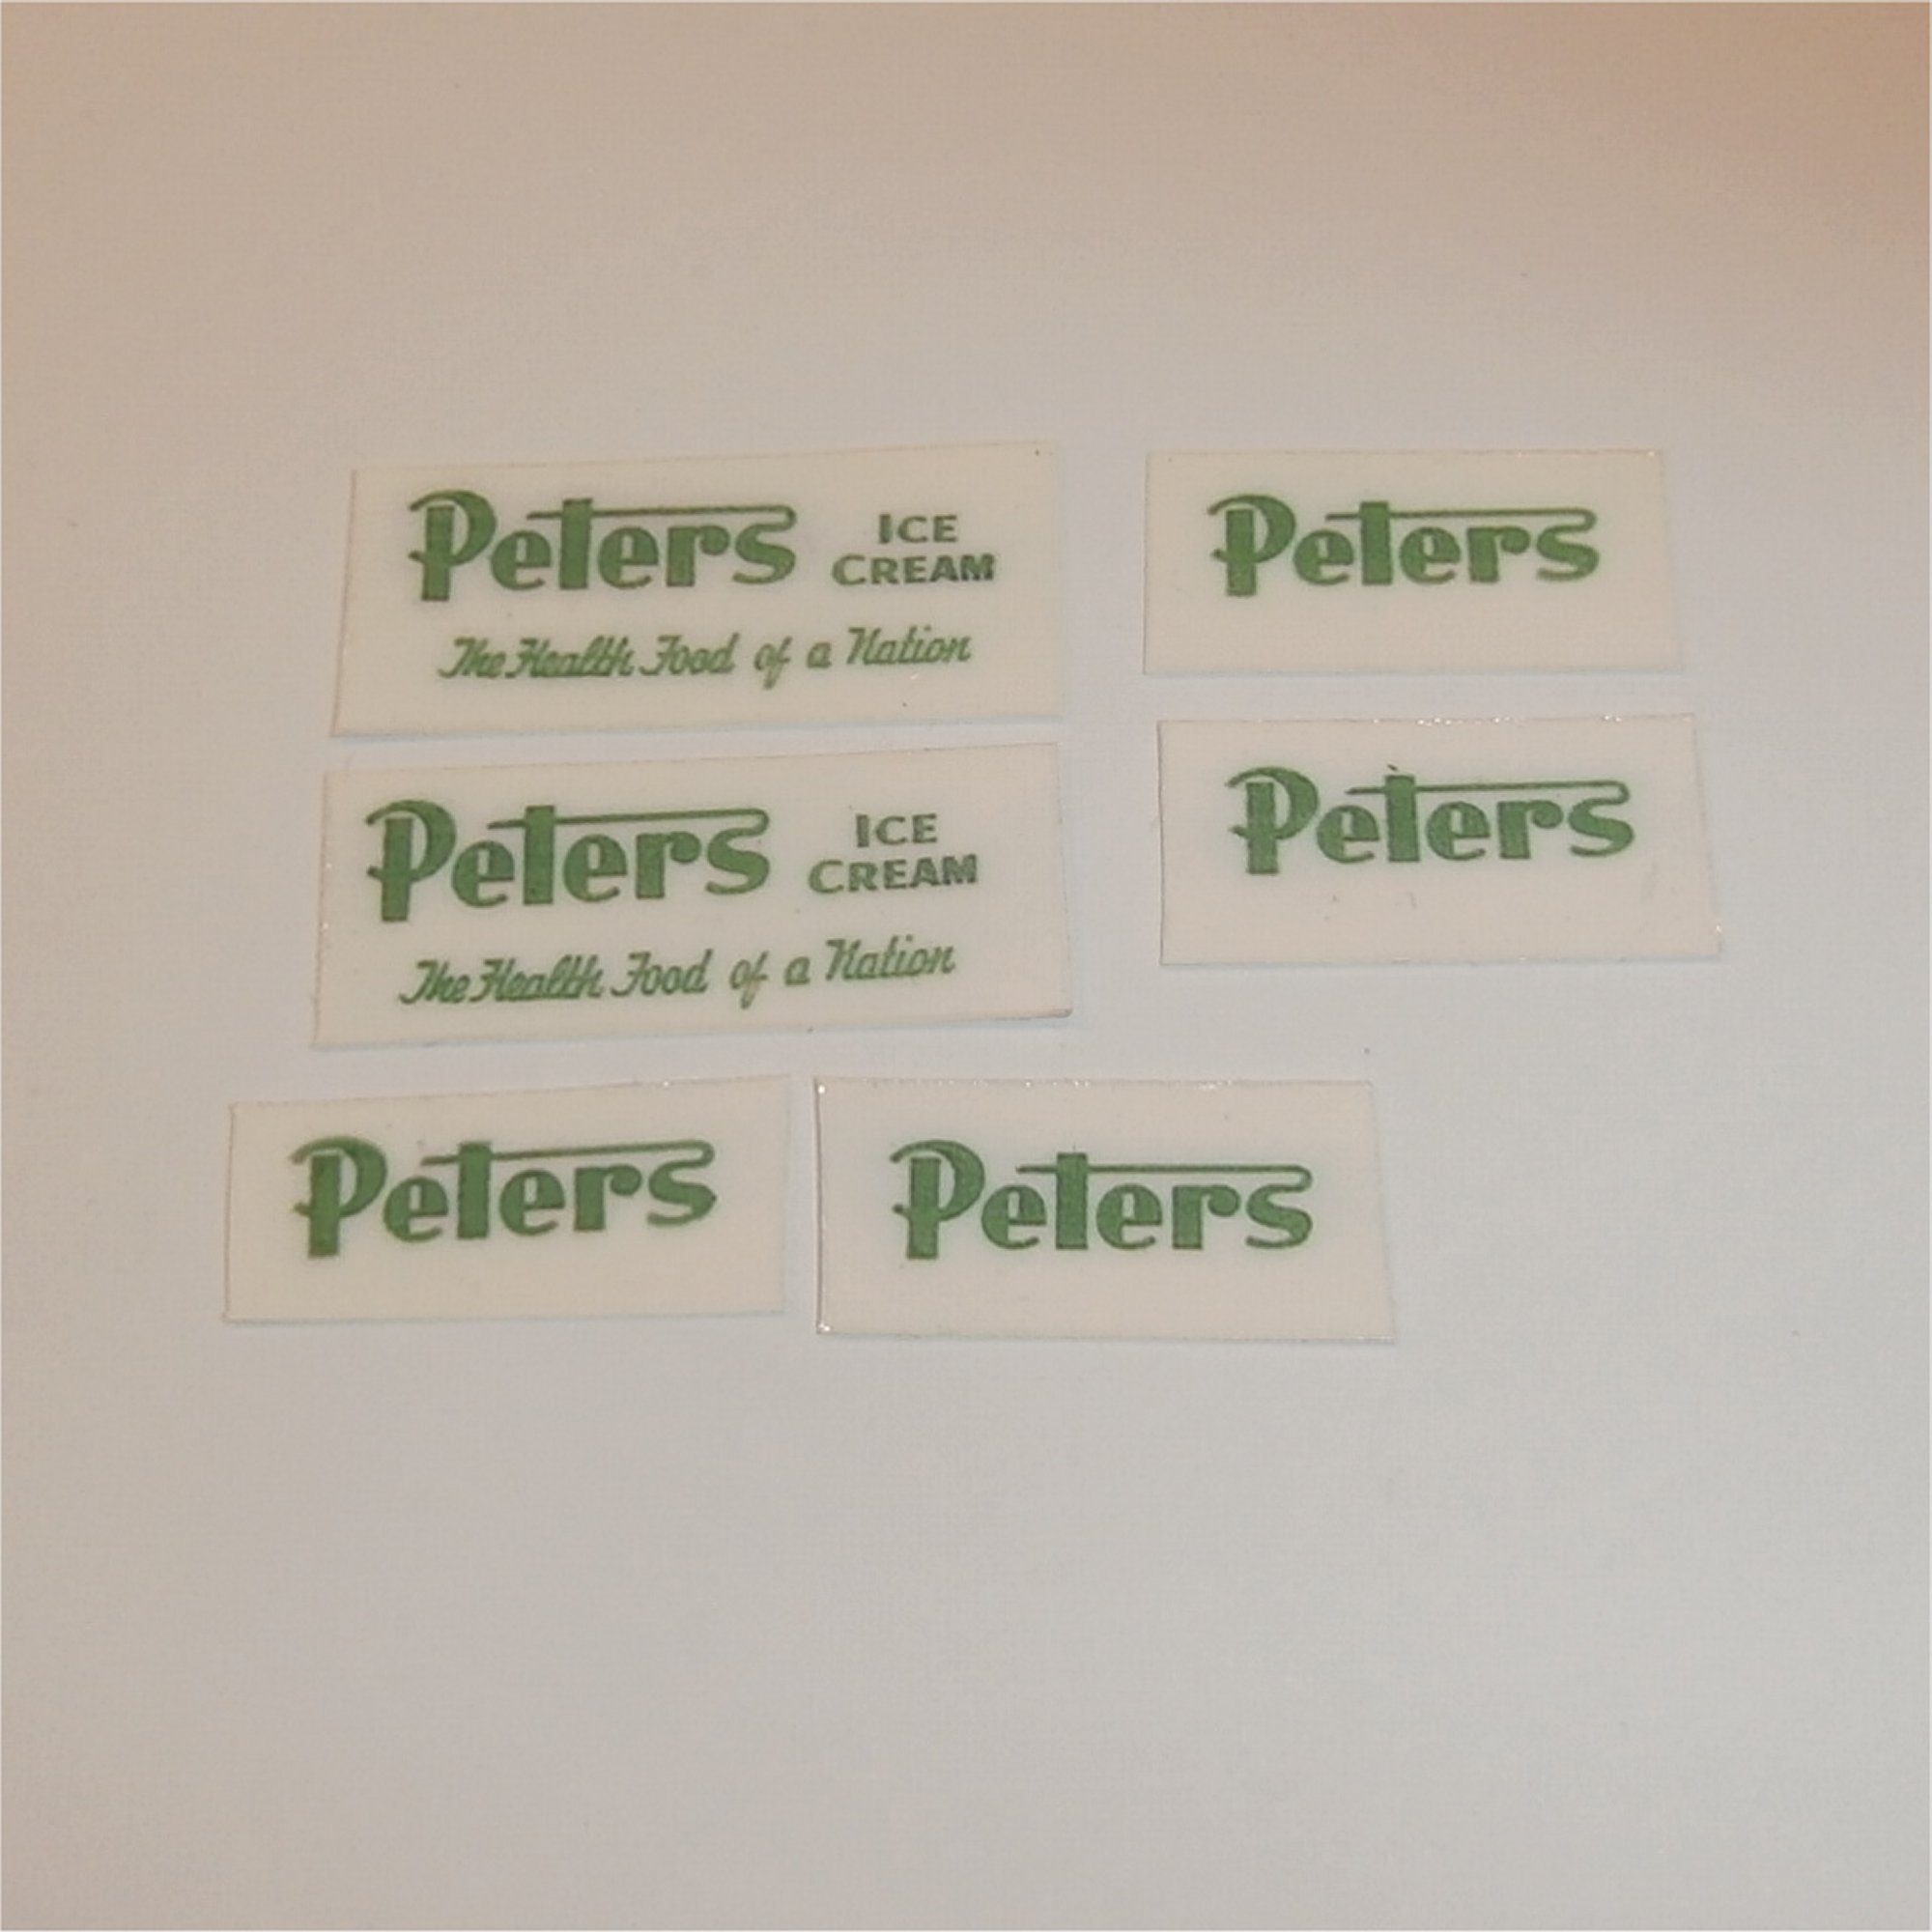 Peters ICE CREAM
The Health Food of a Nation
Peters
Peters ICE CREAM
The Health Food of a Nation
Peters
Peters
Peters